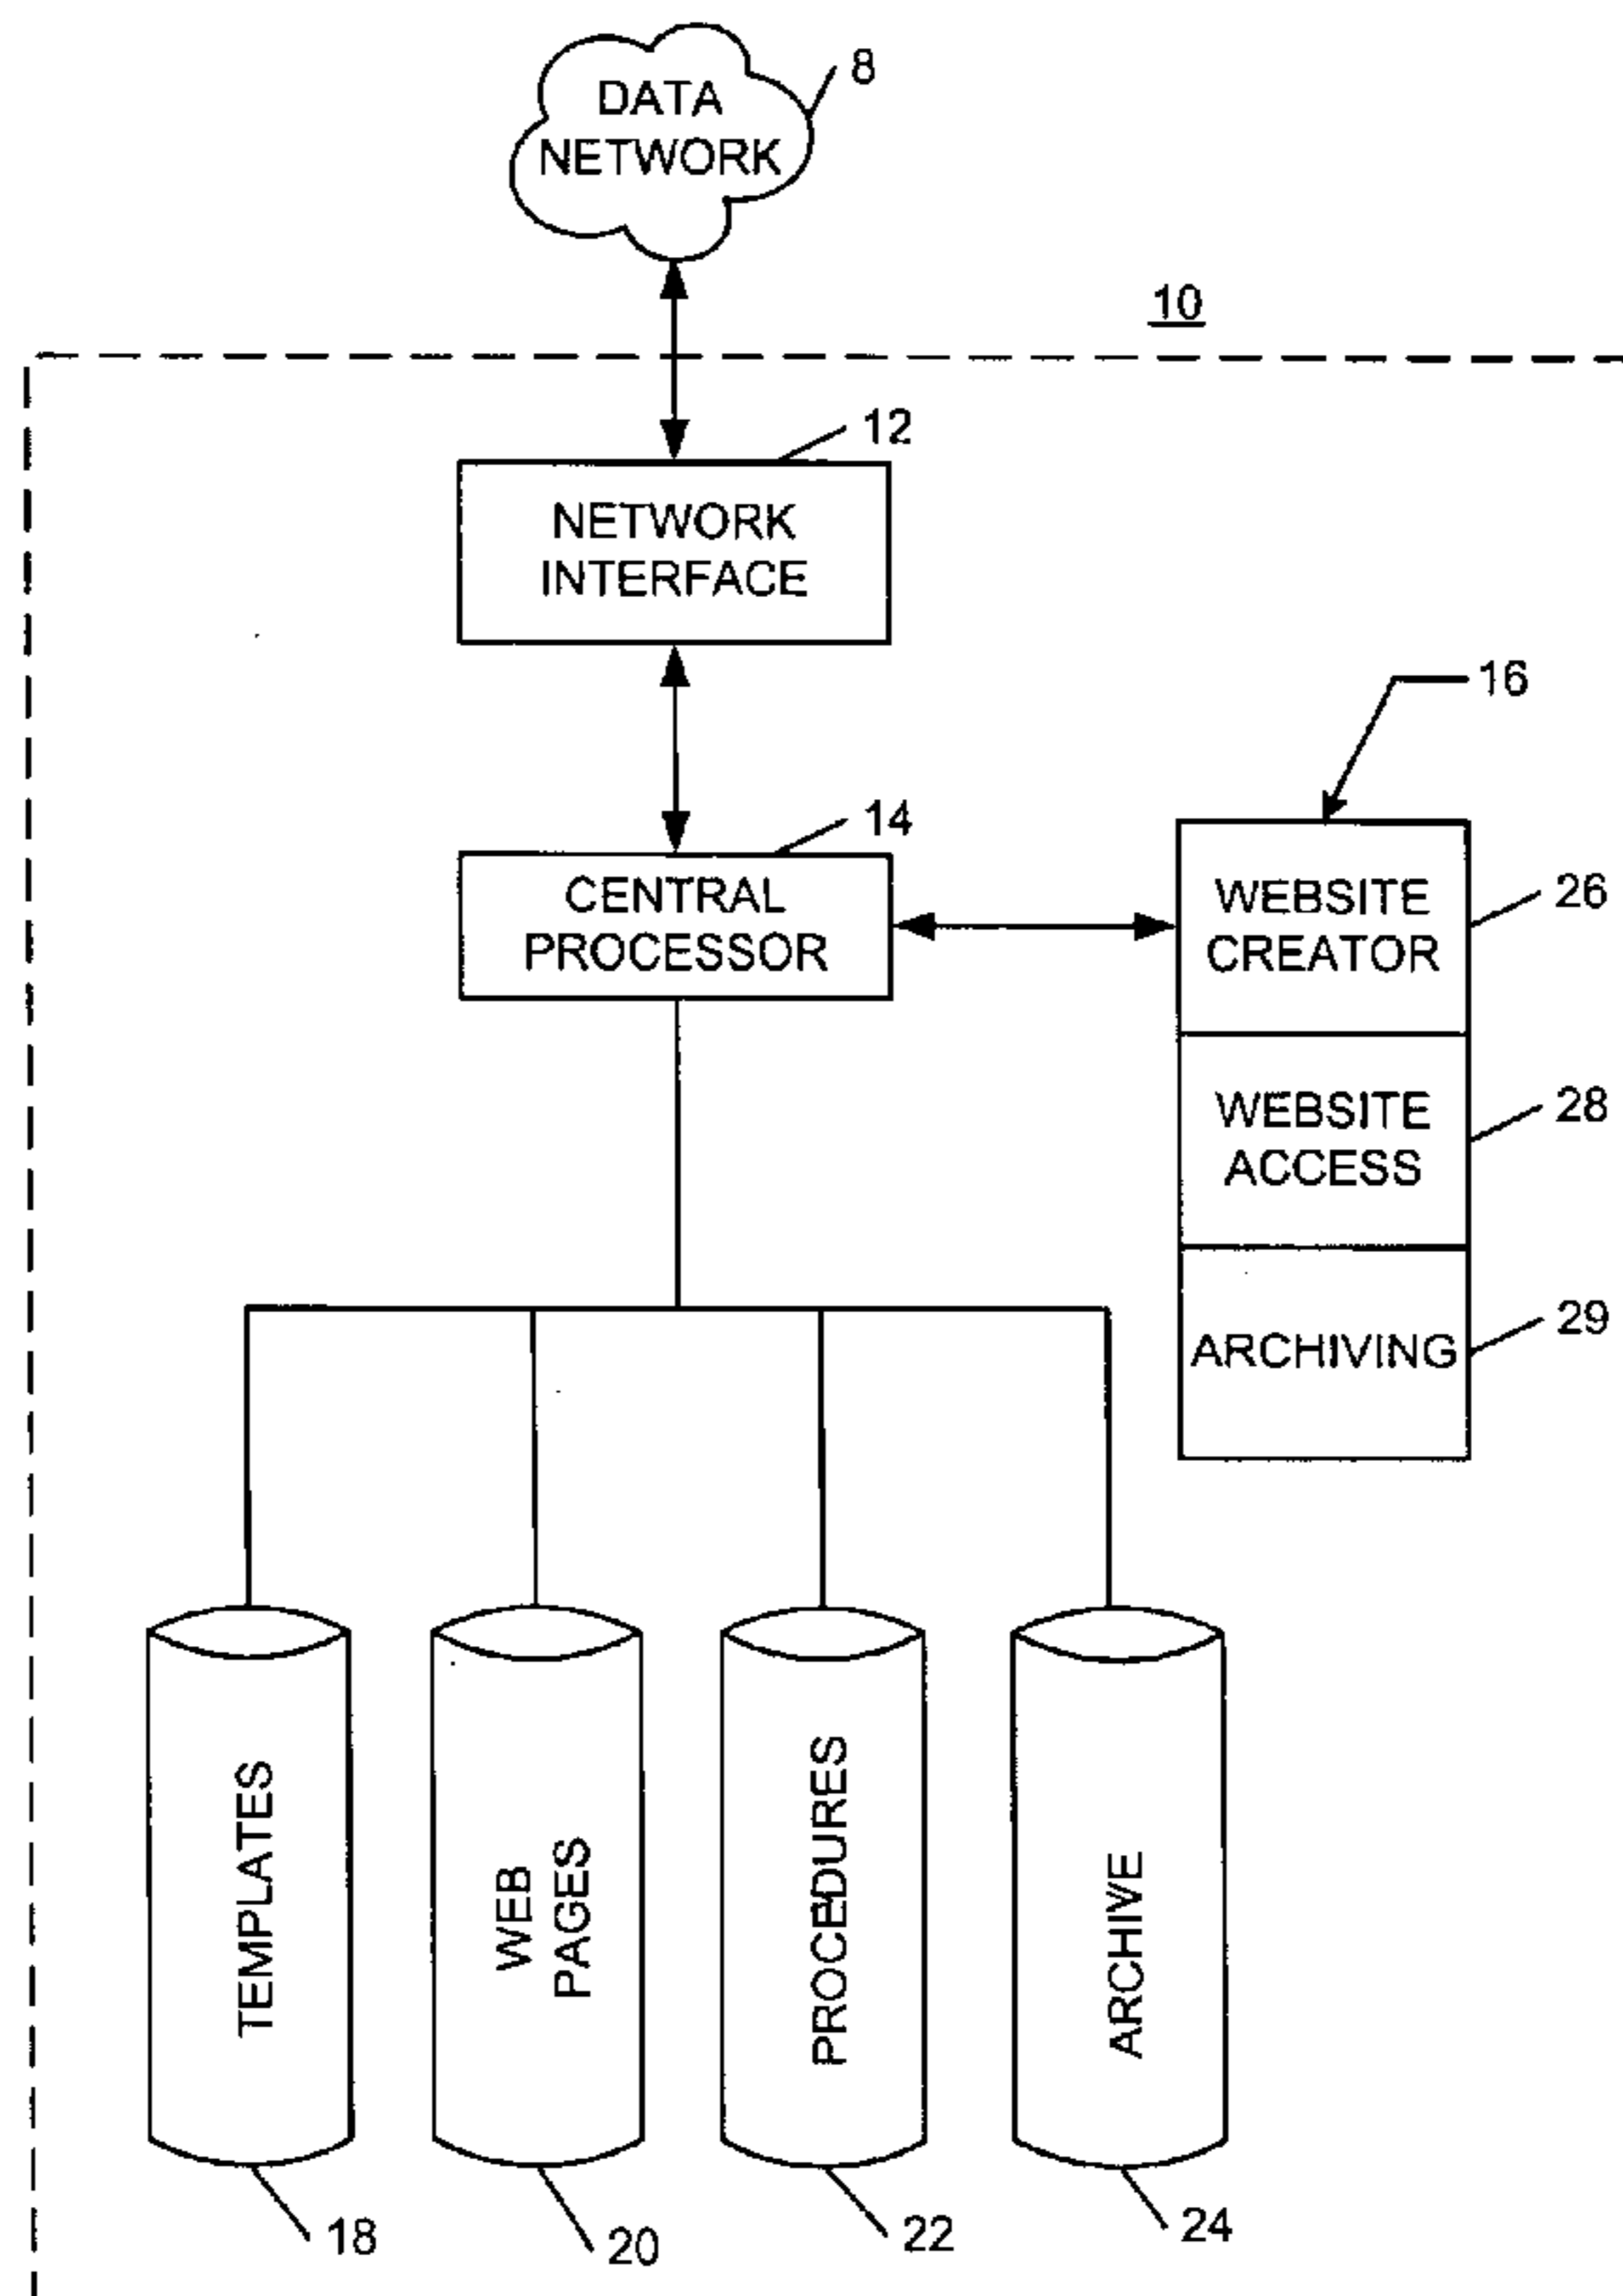 DATA
NETWORK
8
10
12
NETWORK
INTERFACE
16
14
CENTRAL
PROCESSOR
WEBSITE
CREATOR
26
WEBSITE
ACCESS
28
ARCHIVING
29
TEMPLATES
WEB
PAGES
PROCEDURES
ARCHIVE
18
20
22
24